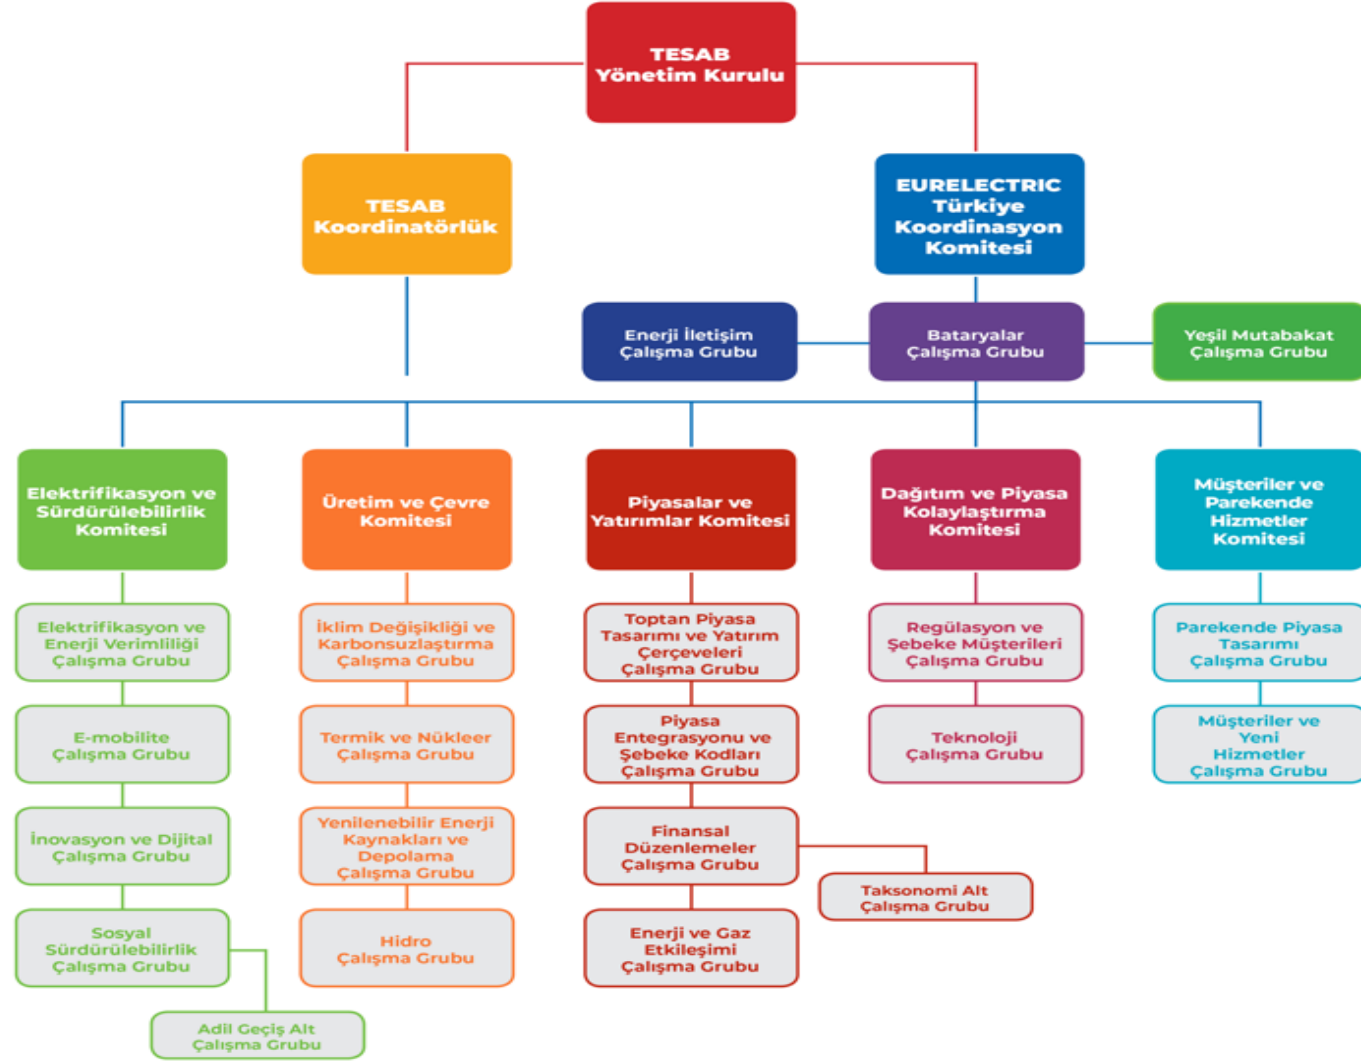 TESAB
Yönetim Kurulu
TESAB
Koordinatörlük
EURELECTRIC
Türkiye
Koordinasyon
Komitesi
Enerji İletişim
Çalışma Grubu
Bataryalar
Çalışma Grubu
Yeşil Mutabakat
Çalışma Grubu
Elektrifikasyon ve
Sürdürülebilirlik
Komitesi
Üretim ve Çevre
Komitesi
Piyasalar ve
Yatırımlar Komitesi
Dağıtım ve Piyasa
Kolaylaştırma
Komitesi
Müşteriler ve
Parekende
Hizmetler
Komitesi
Elektrifikasyon ve
Enerji Verimliliği
Çalışma Grubu
E-mobilite
Çalışma Grubu
İnovasyon ve Dijital
Çalışma Grubu
Sosyal
Sürdürülebilirlik
Çalışma Grubu
Adil Geçiş Alt
Çalışma Grubu
İklim Değişikliği ve
Karbonsuzlaştırma
Çalışma Grubu
Termik ve Nükleer
Çalışma Grubu
Yenilenebilir Enerji
Kaynakları ve
Depolama
Çalışma Grubu
Hidro
Çalışma Grubu
Toptan Piyasa
Tasarımı ve Yatırım
Çerçeveleri
Çalışma Grubu
Piyasa
Entegrasyonu ve
Şebeke Kodları
Çalışma Grubu
Finansal
Düzenlemeler
Çalışma Grubu
Taksonomi Alt
Çalışma Grubu
Enerji ve Gaz
Etkileşimi
Çalışma Grubu
Regülasyon ve
Şebeke Müşterileri
Çalışma Grubu
Teknoloji
Çalışma Grubu
Parekende Piyasa
Tasarımı
Çalışma Grubu
Müşteriler ve
Yeni
Hizmetler
Çalışma Grubu